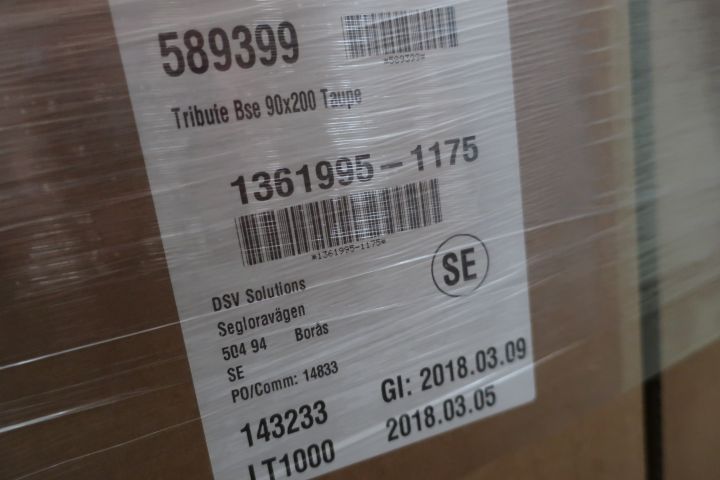 589399
*589399*
Tribute Bse 90x200 Taupe
1361995-1175
*1361995-1175*
SE
DSV Solutions
Segloravägen
504 94 Borås
SE
PO/Comm: 14833
GI: 2018.03.09
143233
2018.03.05
LT1000